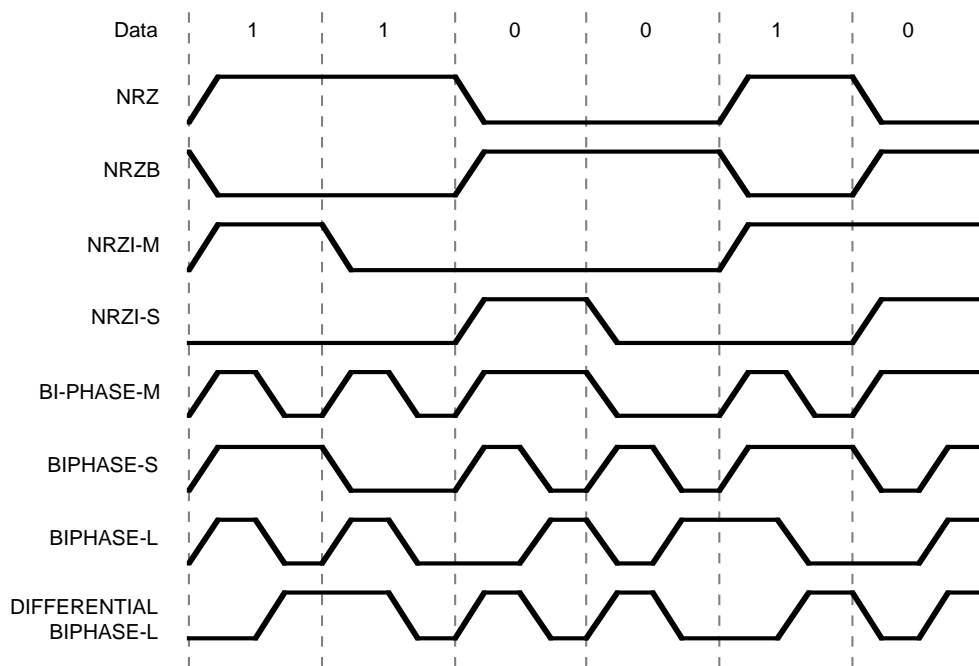 Data 1 1 0 0 1 0
NRZ
NRZB
NRZI-M
NRZI-S
BI-PHASE-M
BIPHASE-S
BIPHASE-L
DIFFERENTIAL
BIPHASE-L